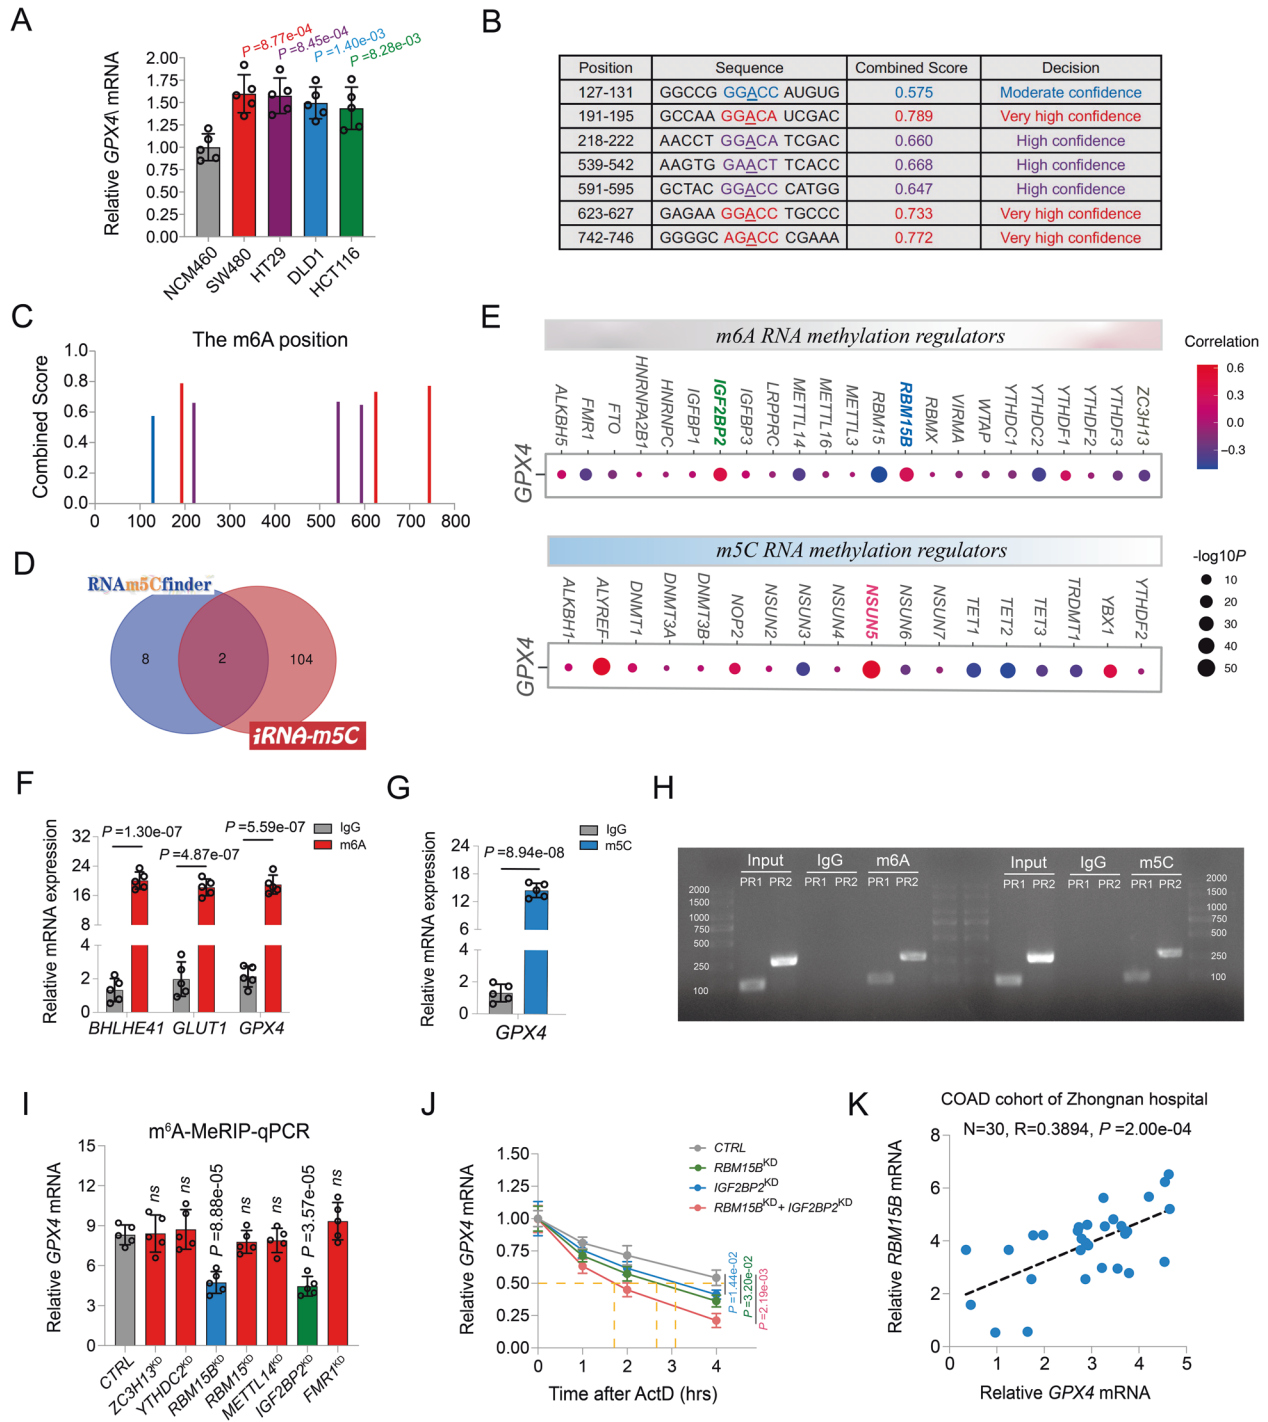 A
Relative GPX4\ mRNA
2.00
1.75
1.50
1.25
1.00
0.75
0.50
0.25
0.00
P =8.77e-04
P =8.45e-04
P =1.40e-03
P =8.28e-03
NCM460
SW480
HT29
DLD1
HCT116
B
Position Sequence Combined Score Decision
127-131 GGCCG GGACC AUGUG 0.575 Moderate confidence
191-195 GCCAA GGACA UCGAC 0.789 Very high confidence
218-222 AACCT GGACA TCGAC 0.660 High confidence
539-542 AAGTG GAACT TCACC 0.668 High confidence
591-595 GCTAC GGACC CATGG 0.647 High confidence
623-627 GAGAA GGACC TGCCC 0.733 Very high confidence
742-746 GGGGC AGACC CGAAA 0.772 Very high confidence
C
The m6A position
Combined Score
1.0
0.8
0.6
0.4
0.2
0.0
0 100 200 300 400 500 600 700 800
D
RNAm5Cfinder
8 2 104
iRNA-m5C
E
m6A RNA methylation regulators
ALKBH5
FMR1
FTO
HNRNPA2B1
HNRNPC
IGFBP1
IGF2BP2
IGFBP3
LRPPRC
METTL14
METTL16
METTL3
RBM15
RBM15B
RBMX
VIRMA
WTAP
YTHDC1
YTHDC2
YTHDF1
YTHDF2
YTHDF3
ZC3H13
GPX4
m5C RNA methylation regulators
ALKBH1
ALYREF
DNMT1
DNMT3A
DNMT3B
NOP2
NSUN2
NSUN3
NSUN4
NSUN5
NSUN6
NSUN7
TET1
TET2
TET3
TRDMT1
YBX1
YTHDF2
GPX4
Correlation
0.6
0.3
0.0
−0.3
-log10P
10
20
30
40
50
F
Relative mRNA expression
32
24
16
8
4
2
0
P =1.30e-07
P =4.87e-07
P =5.59e-07
IgG
m6A
BHLHE41 GLUT1 GPX4
G
Relative mRNA expression
24
18
12
6
4
2
0
P =8.94e-08
IgG
m5C
GPX4
H
Input IgG m6A Input IgG m5C
PR1 PR2 PR1 PR2 PR1 PR2 PR1 PR2 PR1 PR2 PR1 PR2
2000
1500
1000
750
500
250
100
2000
1500
1000
750
500
250
100
I
m6A-MeRIP-qPCR
Relative GPX4 mRNA
15
12
9
6
3
0
ns
ns
P =8.88e-05
ns
ns
P =3.57e-05
ns
CTRL
ZC3H13KD
YTHDC2KD
RBM15BKD
RBM15KD
METTL14KD
IGF2BP2KD
FMR1KD
J
Relative GPX4 mRNA
1.50
1.25
1.00
0.75
0.50
0.25
0.00
0 1 2 3 4
Time after ActD (hrs)
CTRL
RBM15BKD
IGF2BP2KD
RBM15BKD+ IGF2BP2KD
P =1.44e-02
P =3.20e-02
P =2.19e-03
K
COAD cohort of Zhongnan hospital
N=30, R=0.3894, P =2.00e-04
Relative RBM15B mRNA
8
6
4
2
0
0 1 2 3 4 5
Relative GPX4 mRNA